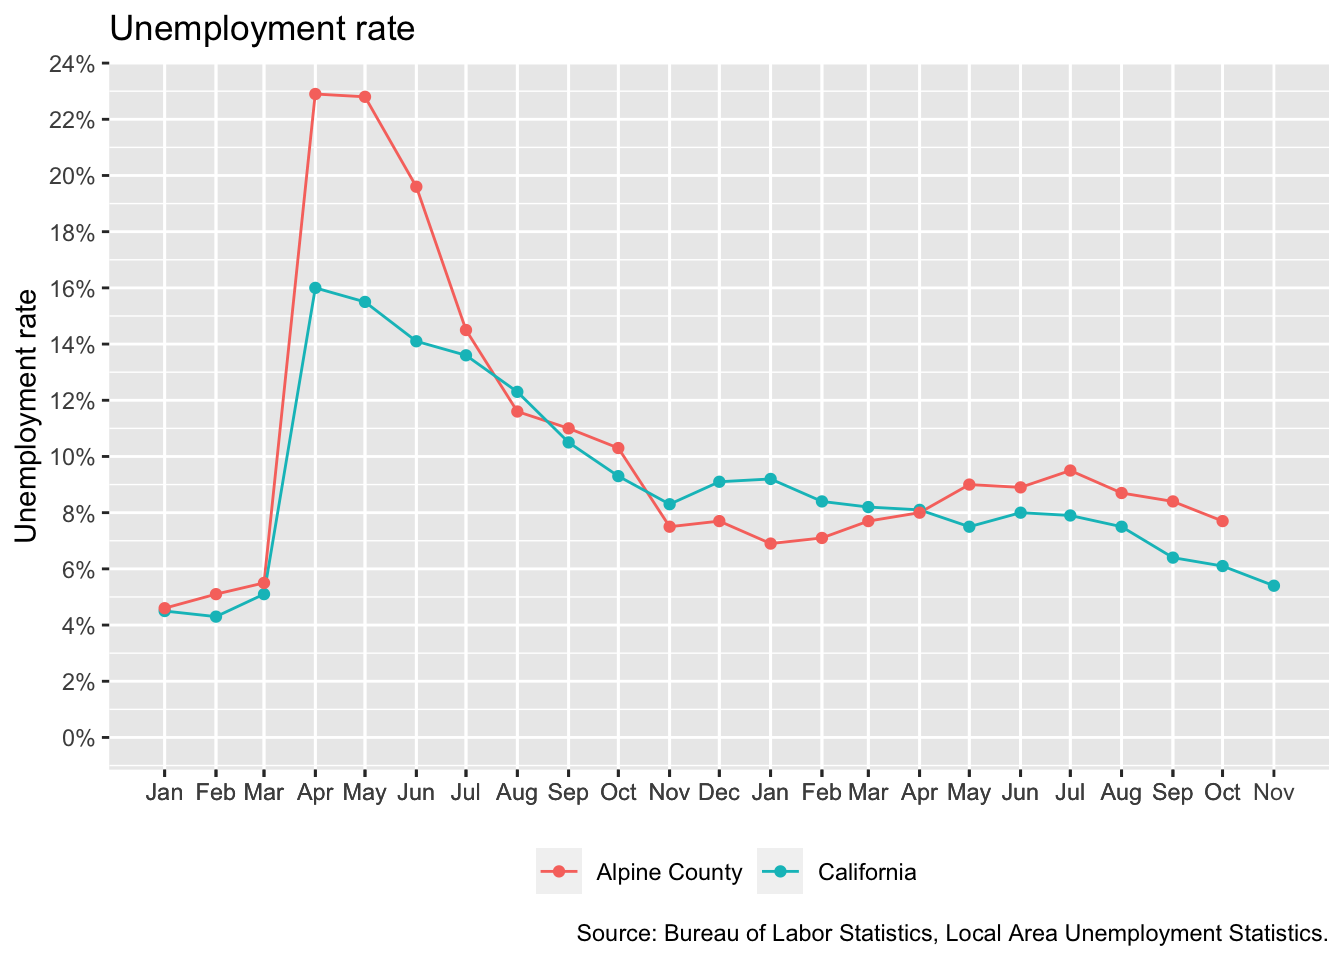 Unemployment rate
Unemployment rate
24%
22%
20%
18%
16%
14%
12%
10%
8%
6%
4%
2%
0%
Jan Feb Mar Apr May Jun Jul Aug Sep Oct Nov Dec Jan Feb Mar Apr May Jun Jul Aug Sep Oct Nov
Alpine County California
Source: Bureau of Labor Statistics, Local Area Unemployment Statistics.